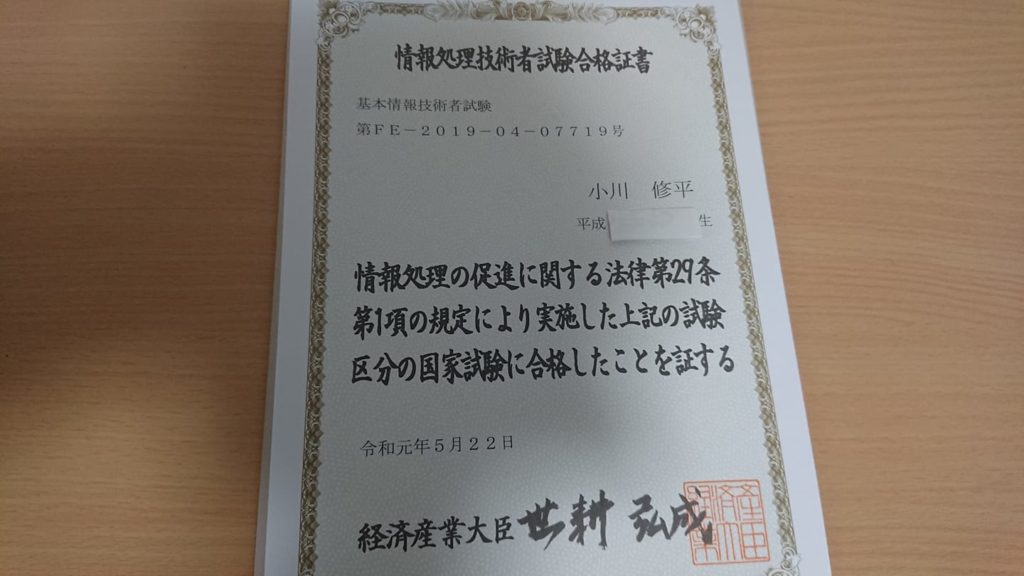 情報処理技術者試験合格証書
基本情報技術者試験
第FE-2019-04-07719号
小川 修平
平成 生
情報処理の促進に関する法律第29条
第1項の規定により実施した上記の試験
区分の国家試験に合格したことを証する
令和元年5月22日
経済産業大臣 世耕 弘成